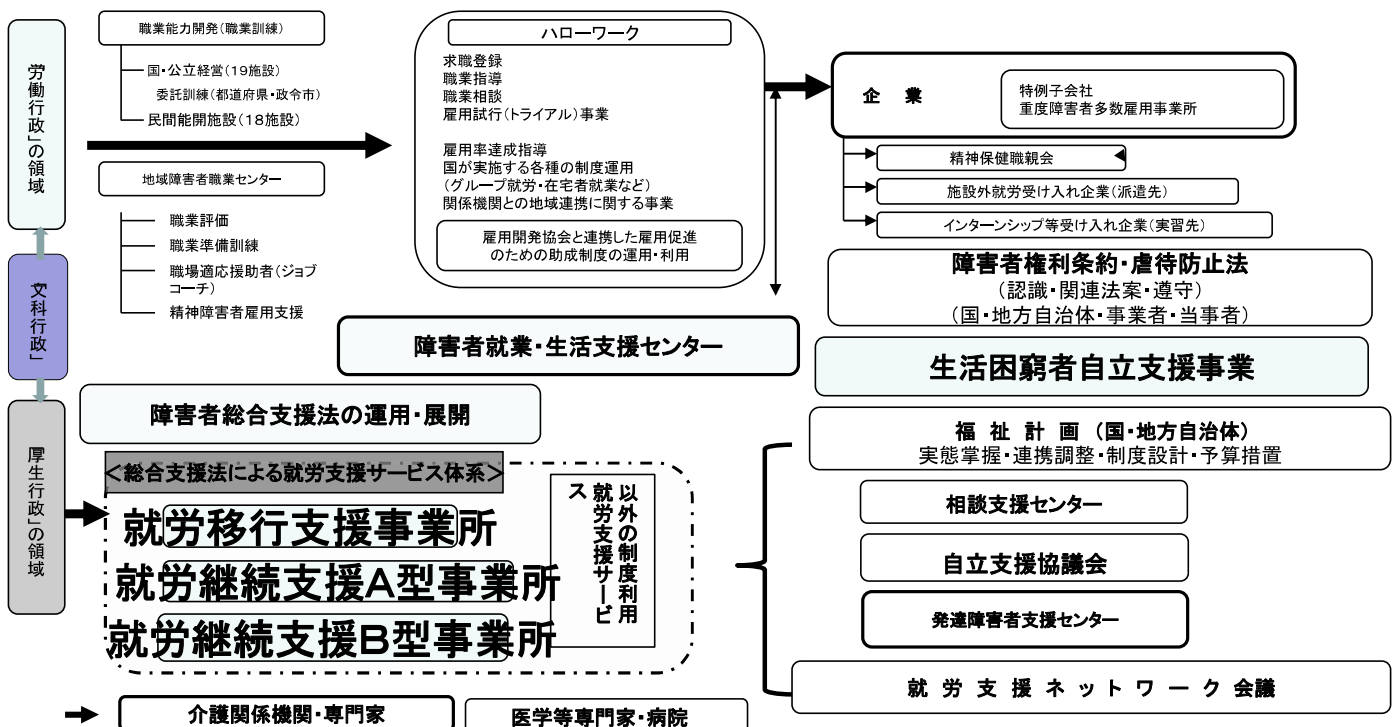 労働行政」の領域
「文科行政」
厚生行政」の領域
職業能力開発(職業訓練)
国・公立経営(19施設)
委託訓練(都道府県・政令市)
民間能開施設(18施設)
地域障害者職業センター
職業評価
職業準備訓練
職場適応援助者(ジョブ
コーチ)
精神障害者雇用支援
ハローワーク
求職登録
職業指導
職業相談
雇用試行(トライアル)事業
雇用率達成指導
国が実施する各種の制度運用
(グループ就労・在宅者就業など)
関係機関との地域連携に関する事業
雇用開発協会と連携した雇用促進
のための助成制度の運用・利用
企 業
特例子会社
重度障害者多数雇用事業所
精神保健職親会
施設外就労受け入れ企業(派遣先)
インターンシップ等受け入れ企業(実習先)
障害者権利条約・虐待防止法
(認識・関連法案・遵守)
(国・地方自治体・事業者・当事者)
障害者就業・生活支援センター
生活困窮者自立支援事業
障害者総合支援法の運用・展開
<総合支援法による就労支援サービス体系>
就労移行支援事業所
就労継続支援A型事業所
就労継続支援B型事業所
以外の制度利用
就労支援サービ
ス
福 祉 計 画 (国・地方自治体)
実態掌握・連携調整・制度設計・予算措置
相談支援センター
自立支援協議会
発達障害者支援センター
就 労 支 援 ネ ッ ト ワ ー ク 会議
介護関係機関・専門家
医学等専門家・病院